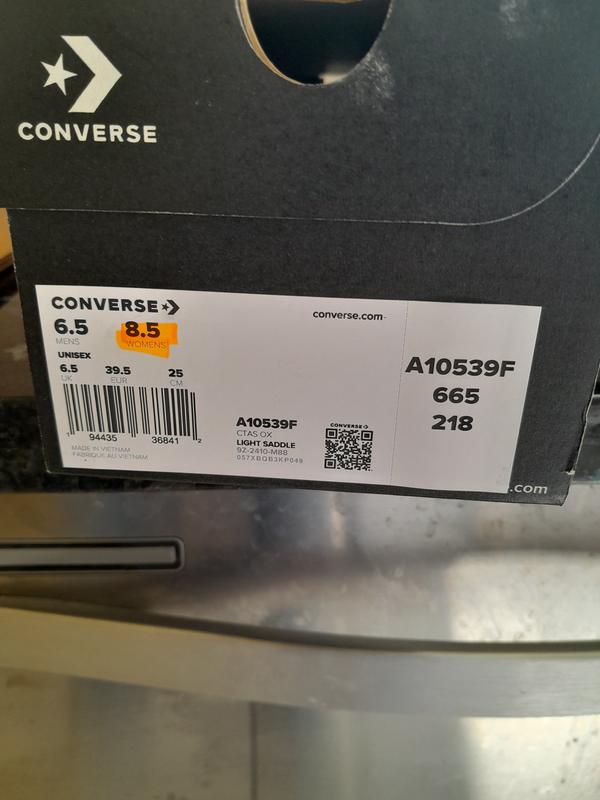 CONVERSE
CONVERSE
converse.com
6.5 8.5
MENS WOMENS
UNISEX
6.5 39.5 25
UK EUR CM
1 94435 36841 2
MADE IN VIETNAM
FABRIQUE AU VIETNAM
A10539F
CTAS OX
LIGHT SADDLE
9Z-2410-M88
057XBOB3KP049
CONVERSE
A10539F
665
218
.com